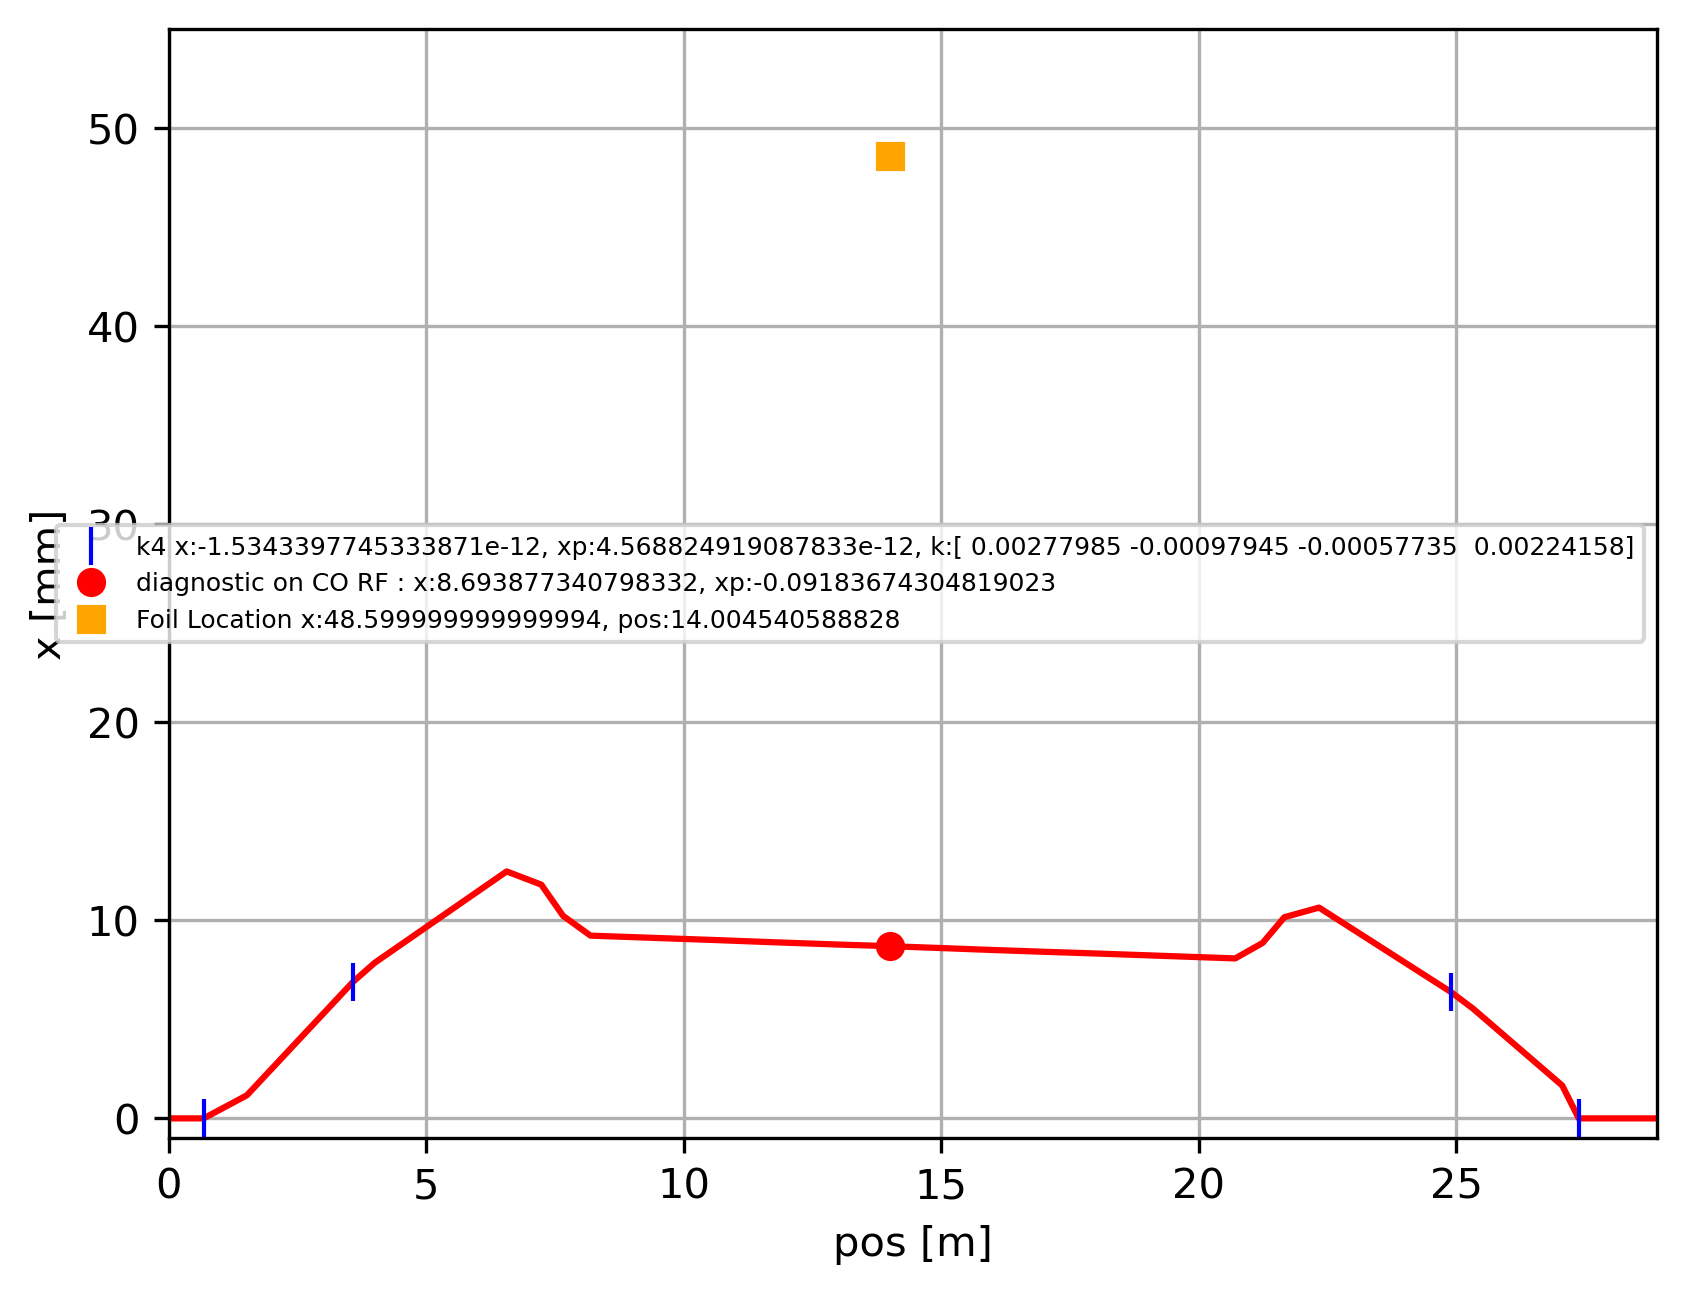 50
40
30
k4 x:-1.5343397745333871e-12, xp:4.568824919087833e-12, k:[ 0.00277985 -0.00097945 -0.00057735  0.00224158]
diagnostic on CO RF : x:8.693877340798332, xp:-0.09183674304819023
Foil Location x:48.599999999999994, pos:14.004540588828
x [mm]
20
10
0
0 5 10 15 20 25
pos [m]